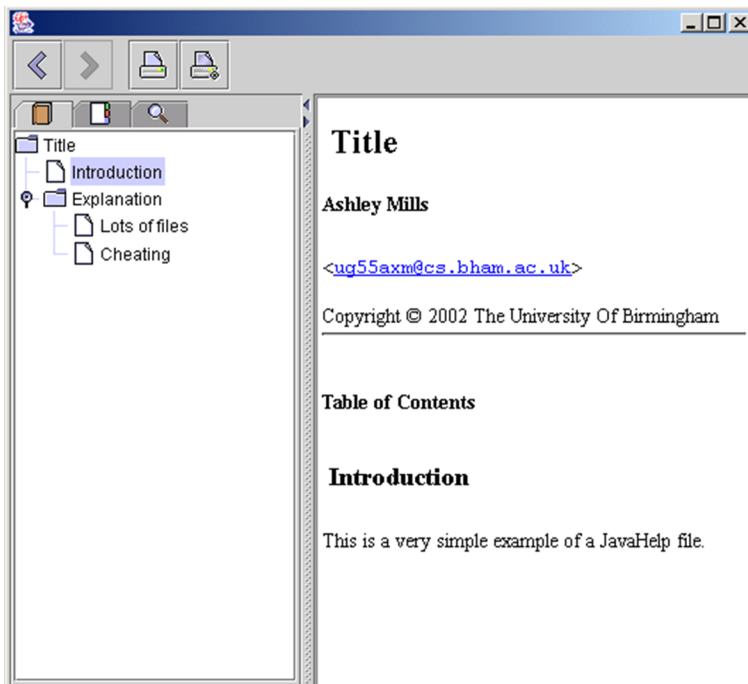 Title
Introduction
Explanation
Lots of files
Cheating
Title
Ashley Mills
<ug55axm@cs.bham.ac.uk>
Copyright © 2002 The University Of Birmingham
Table of Contents
Introduction
This is a very simple example of a JavaHelp file.